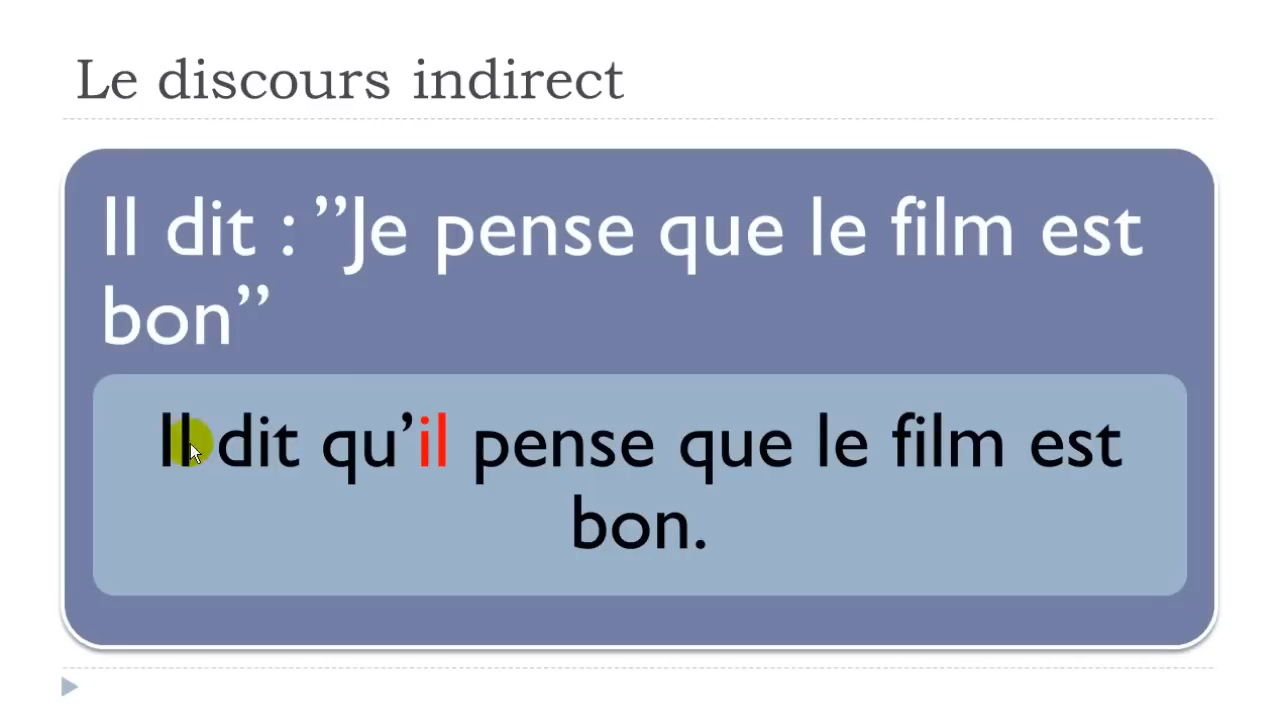 Le discours indirect
Il dit : ”Je pense que le film est
bon”
Il dit qu’il pense que le film est
bon.